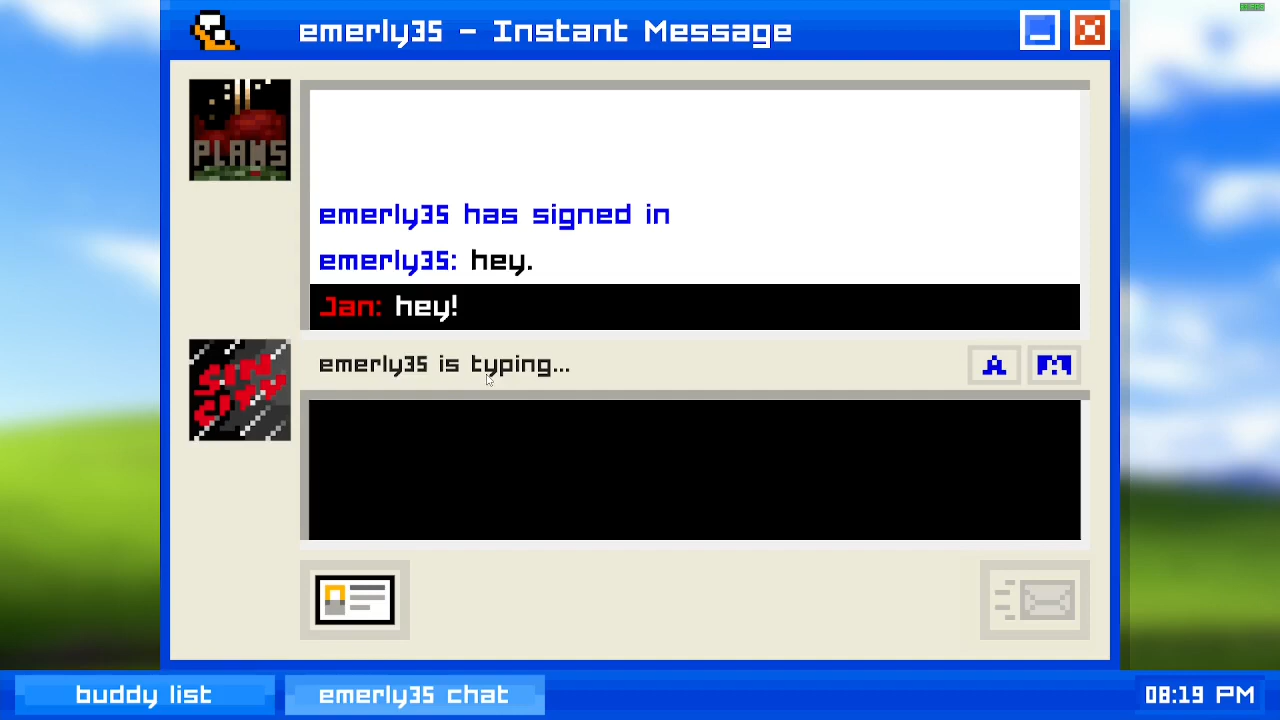 emerly35 - Instant Message
PLANS
emerly35 has signed in
emerly35: hey.
Jan: hey!
emerly35 is typing...
A
SIN
CITY
buddy list
emerly35 chat
08:19 PM